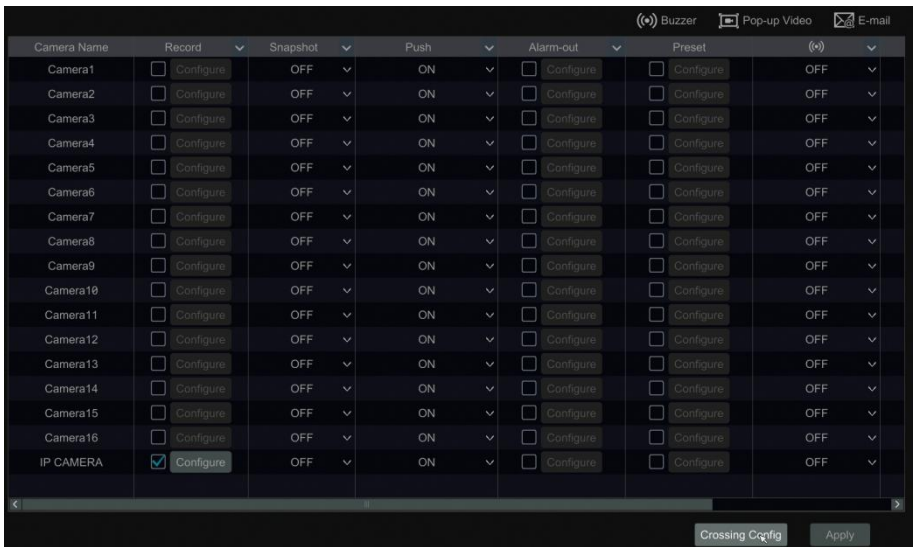 Buzzer Pop-up Video E-mail
Camera Name Record Snapshot Push Alarm-out Preset
Camera1 Configure OFF ON Configure Configure OFF
Camera2 Configure OFF ON Configure Configure OFF
Camera3 Configure OFF ON Configure Configure OFF
Camera4 Configure OFF ON Configure Configure OFF
Camera5 Configure OFF ON Configure Configure OFF
Camera6 Configure OFF ON Configure Configure OFF
Camera7 Configure OFF ON Configure Configure OFF
Camera8 Configure OFF ON Configure Configure OFF
Camera9 Configure OFF ON Configure Configure OFF
Camera10 Configure OFF ON Configure Configure OFF
Camera11 Configure OFF ON Configure Configure OFF
Camera12 Configure OFF ON Configure Configure OFF
Camera13 Configure OFF ON Configure Configure OFF
Camera14 Configure OFF ON Configure Configure OFF
Camera15 Configure OFF ON Configure Configure OFF
Camera16 Configure OFF ON Configure Configure OFF
IP CAMERA Configure OFF ON Configure Configure OFF
Crossing Config Apply